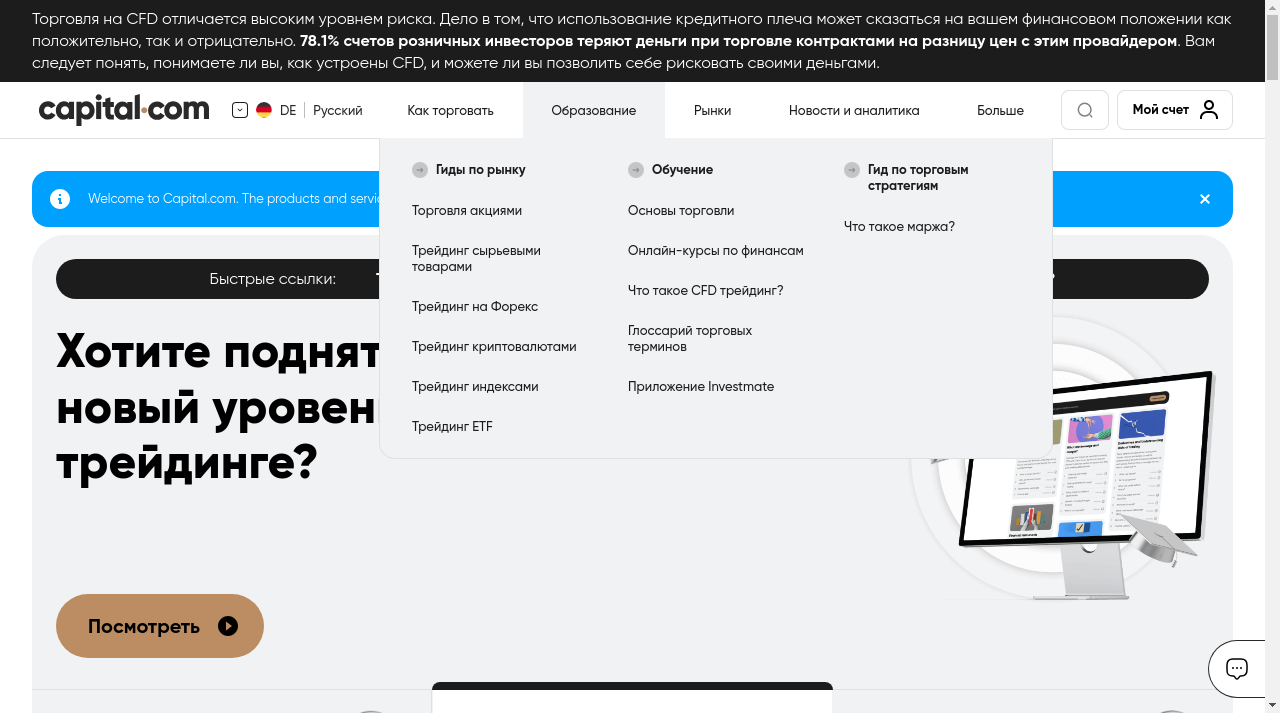 Торговля на CFD отличается высоким уровнем риска. Дело в том, что использование кредитного плеча может сказаться на вашем финансовом положении как
положительно, так и отрицательно. 78.1% счетов розничных инвесторов теряют деньги при торговле контрактами на разницу цен с этим провайдером. Вам
следует понять, понимаете ли вы, как устроены CFD, и можете ли вы позволить себе рисковать своими деньгами.
capital.com DE Русский Как торговать Образование Рынки Новости и аналитика Больше Мой счет
Гиды по рынку
Торговля акциями
Трейдинг сырьевыми
товарами
Трейдинг на Форекс
Трейдинг криптовалютами
Трейдинг индексами
Трейдинг ETF
Обучение
Основы торговли
Онлайн-курсы по финансам
Что такое CFD трейдинг?
Глоссарий торговых
терминов
Приложение Investmate
Гид по торговым
стратегиям
Что такое маржа?
Welcome to Capital.com. The products and servic
Быстрые ссылки:
Хотите поднят
новый уровен
трейдинге?
Посмотреть